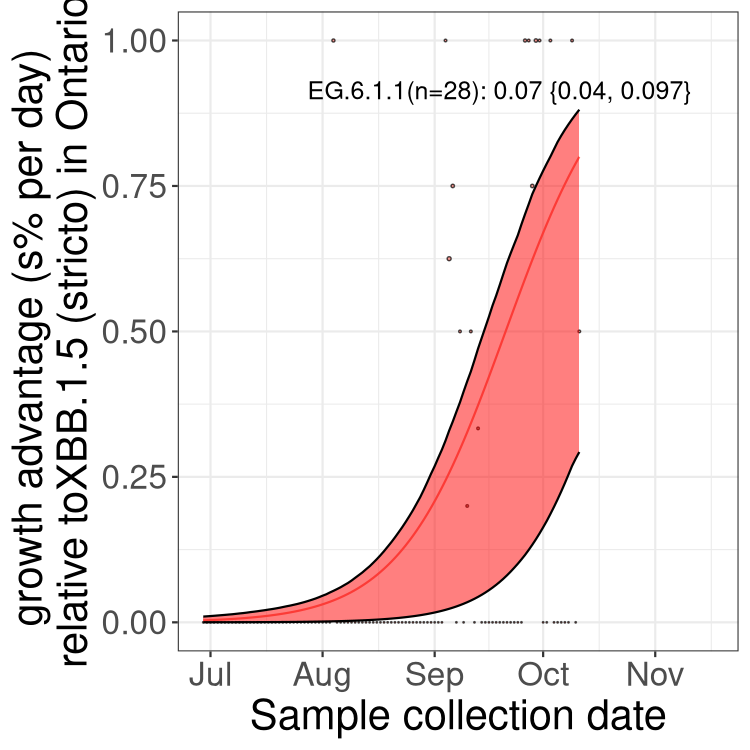 growth advantage (s% per day)
relative toXBB.1.5 (stricto) in Ontario
1.00
0.75
0.50
0.25
0.00
EG.6.1.1(n=28): 0.07 {0.04, 0.097}
Jul Aug Sep Oct Nov
Sample collection date